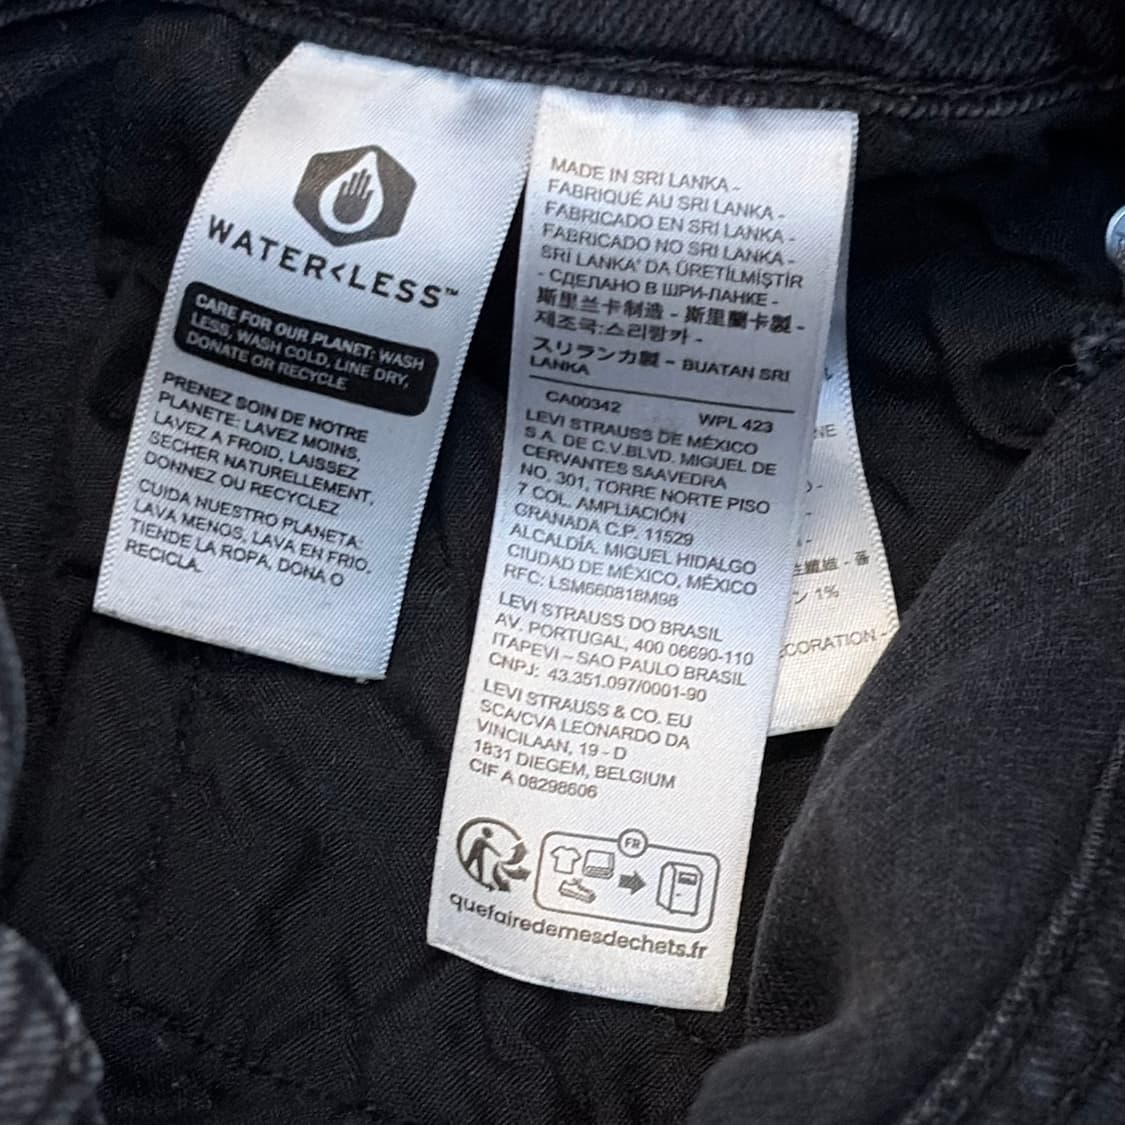 WATER<LESS™
CARE FOR OUR PLANET: WASH
LESS, WASH COLD, LINE DRY,
DONATE OR RECYCLE
PRENEZ SOIN DE NOTRE
PLANETE: LAVEZ MOINS,
LAVEZ A FROID, LAISSEZ
SECHER NATURELLEMENT,
DONNEZ OU RECYCLEZ
CUIDA NUESTRO PLANETA:
LAVA MENOS, LAVA EN FRIO,
TIENDE LA ROPA, DONA O
RECICLA.
MADE IN SRI LANKA -
FABRIQUÉ AU SRI LANKA -
FABRICADO EN SRI LANKA -
FABRICADO NO SRI LANKA -
SRİ LANKA' DA ÜRETİLMİŞTİR
- СДЕЛАНО В ШРИ-ЛАНКЕ -
斯里兰卡制造 - 斯里蘭卡製 -
제조국:스리랑카 -
スリランカ製 - BUATAN SRI
LANKA
CA00342 WPL 423
LEVI STRAUSS DE MÉXICO
S.A. DE C.V.BLVD. MIGUEL DE
CERVANTES SAAVEDRA
NO. 301, TORRE NORTE PISO
7 COL. AMPLIACIÓN
GRANADA C.P. 11529
ALCALDÍA. MIGUEL HIDALGO
CIUDAD DE MÉXICO, MÉXICO
RFC: LSM660818M98
LEVI STRAUSS DO BRASIL
AV. PORTUGAL, 400 06690-110
ITAPEVI – SAO PAULO BRASIL
CNPJ: 43.351.097/0001-90
LEVI STRAUSS & CO. EU
SCA/CVA LEONARDO DA
VINCILAAN, 19 - D
1831 DIEGEM, BELGIUM
CIF A 08298606
FR
quefairedemesdechets.fr
NE
-
-
維 - 番
ン 1%
CORATION -